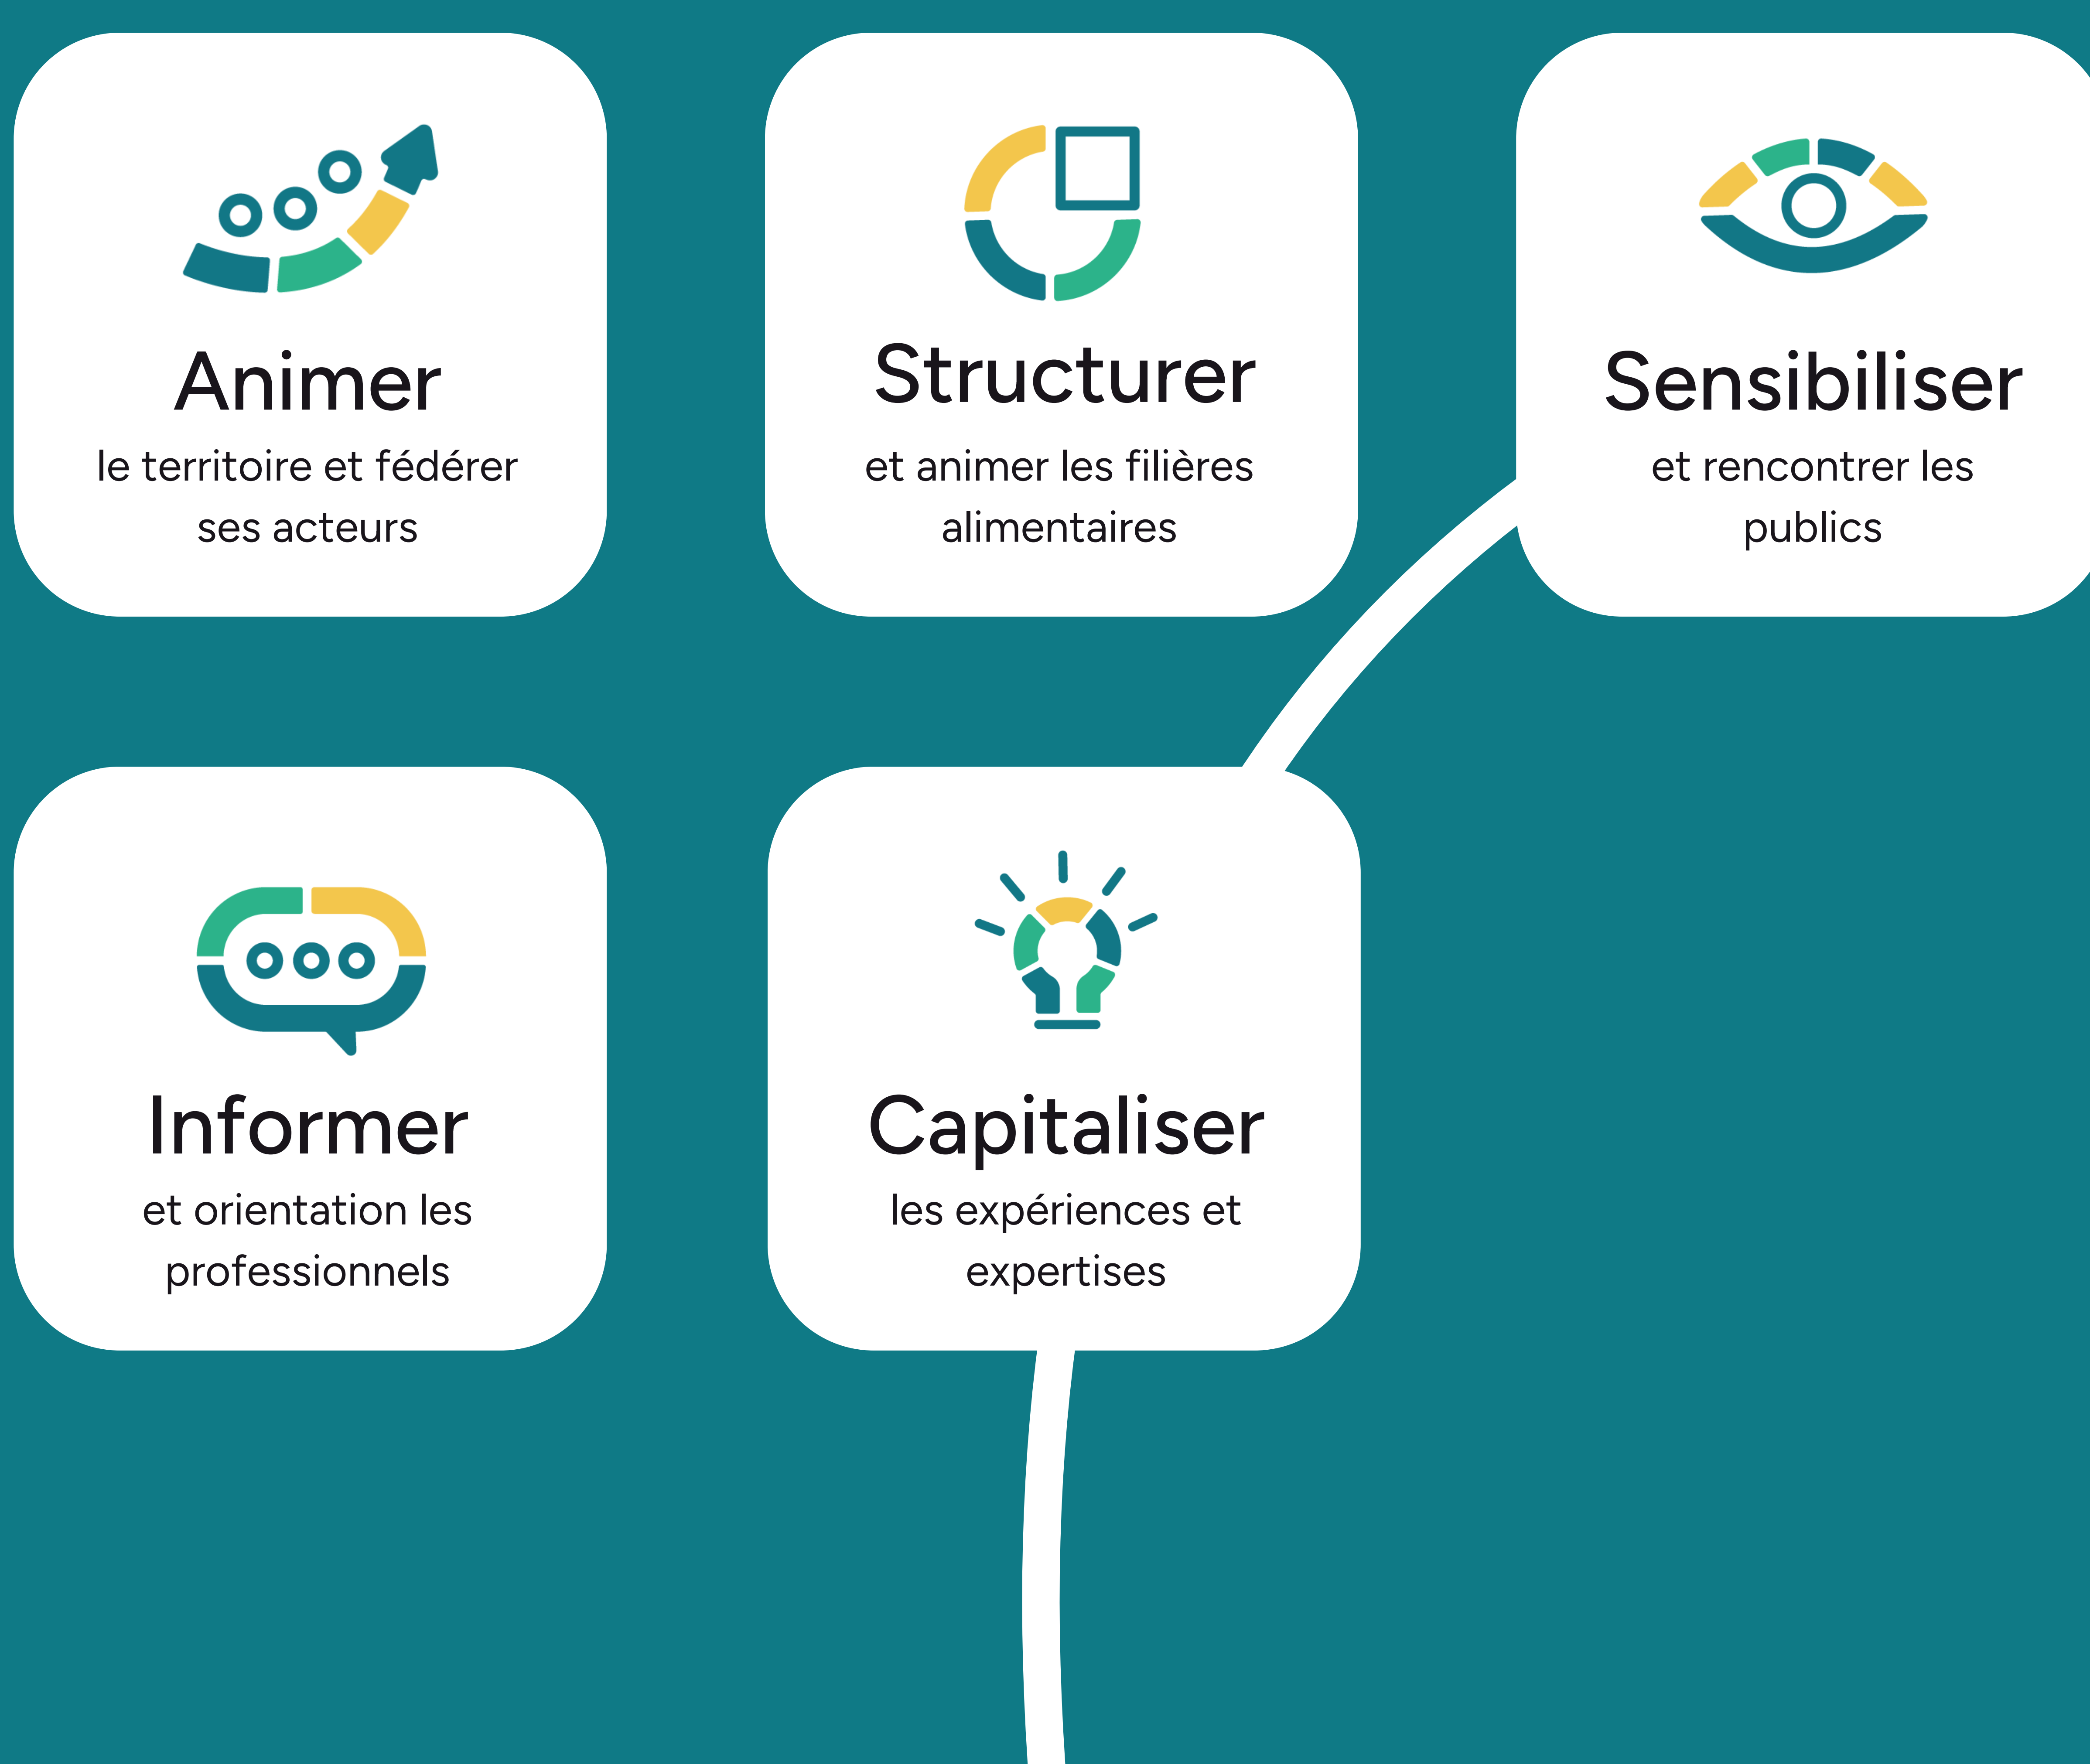 Animer
le territoire et fédérer
ses acteurs
Structurer
et animer les filières
alimentaires
Sensibiliser
et rencontrer les
publics
Informer
et orientation les
professionnels
Capitaliser
les expériences et
expertises